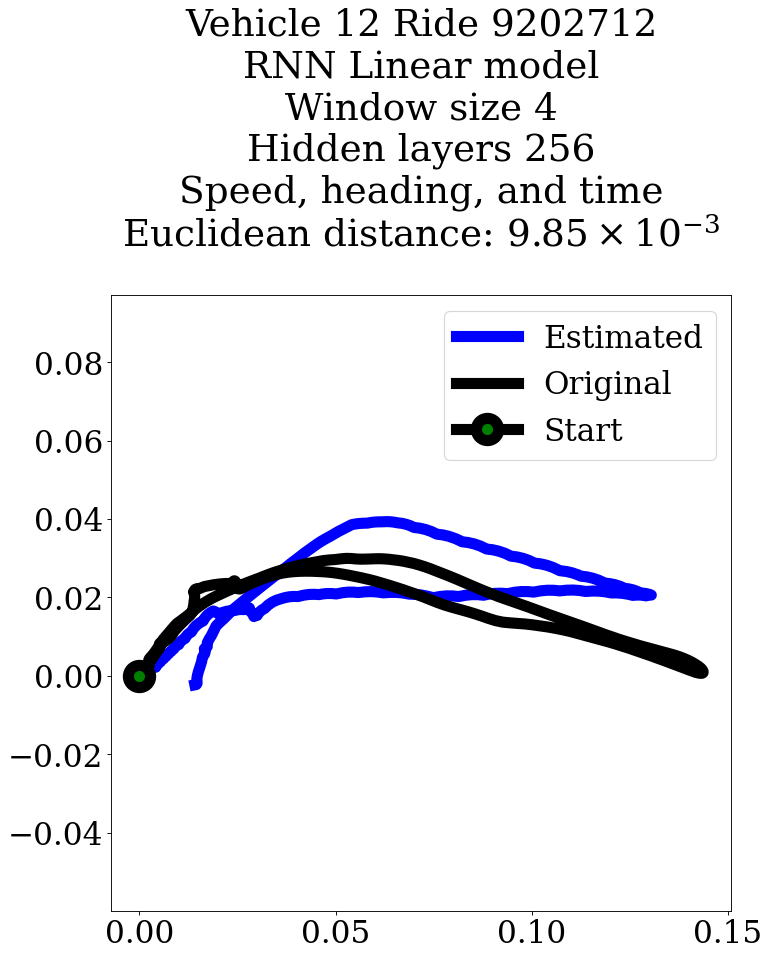 Vehicle 12 Ride 9202712
RNN Linear model
Window size 4
Hidden layers 256
Speed, heading, and time
Euclidean distance: 9.85 × 10⁻³
Estimated
Original
Start
0.08
0.06
0.04
0.02
0.00
−0.02
−0.04
0.00 0.05 0.10 0.15